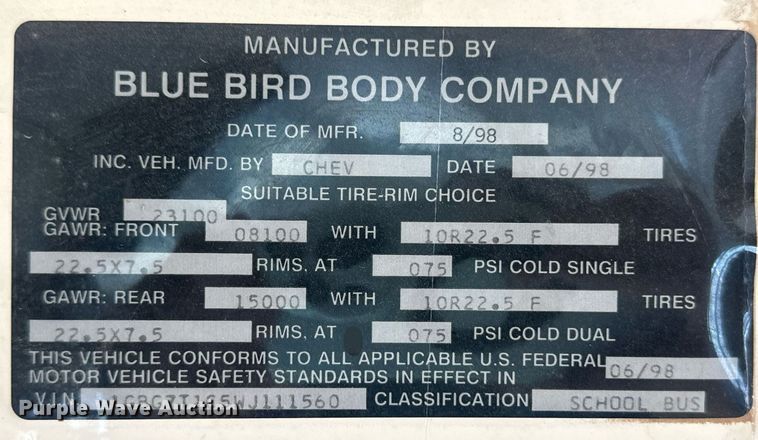 MANUFACTURED BY
BLUE BIRD BODY COMPANY
DATE OF MFR. 8/98
INC. VEH. MFD. BY CHEV DATE 06/98
SUITABLE TIRE-RIM CHOICE
GVWR 23100
GAWR: FRONT 08100 WITH 10R22.5 F TIRES
22.5X7.5 RIMS, AT 075 PSI COLD SINGLE
GAWR: REAR 15000 WITH 10R22.5 F TIRES
22.5X7.5 RIMS, AT 075 PSI COLD DUAL
THIS VEHICLE CONFORMS TO ALL APPLICABLE U.S. FEDERAL
MOTOR VEHICLE SAFETY STANDARDS IN EFFECT IN 06/98
V.I.N. CLASSIFICATION SCHOOL BUS
Purple Wave Auction